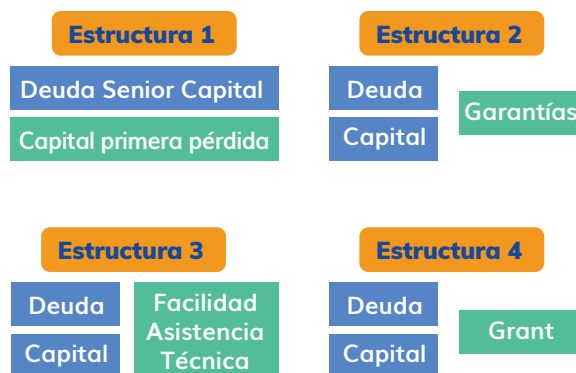 Estructura 1
Deuda Senior Capital
Capital primera pérdida
Estructura 2
Deuda
Capital
Garantías
Estructura 3
Deuda
Capital
Facilidad
Asistencia
Técnica
Estructura 4
Deuda
Capital
Grant